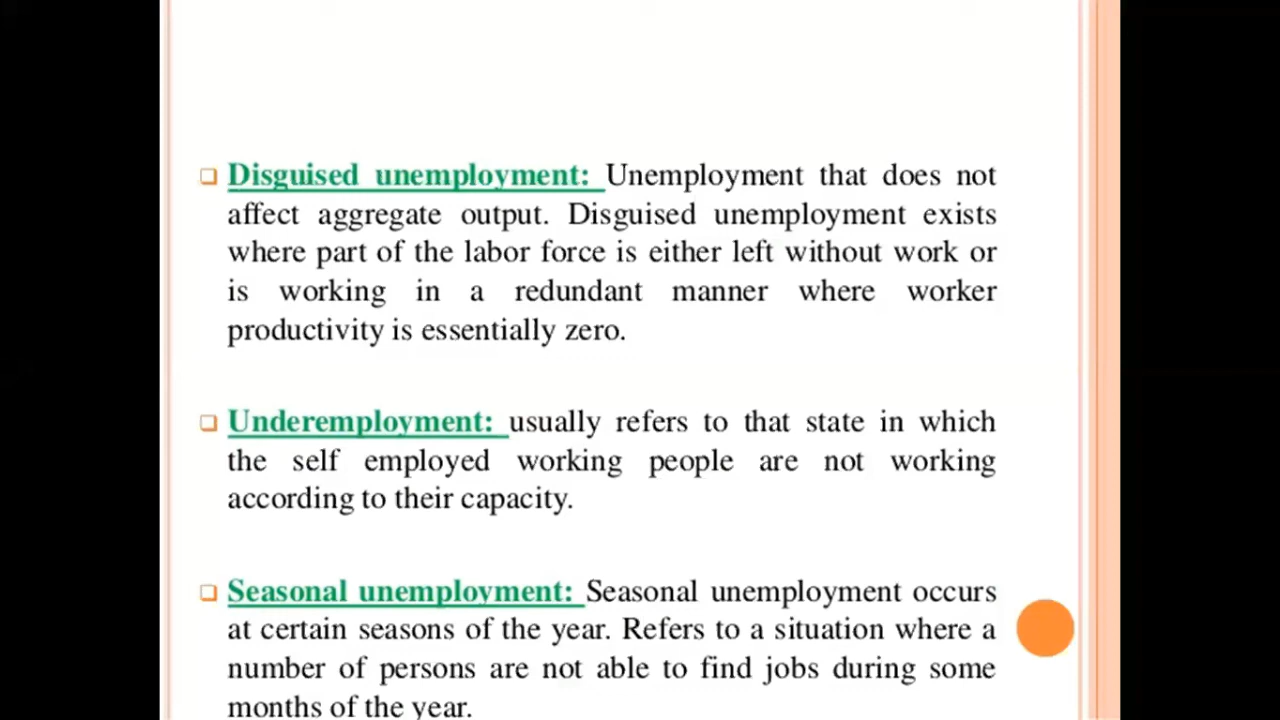 Disguised unemployment: Unemployment that does not
affect aggregate output. Disguised unemployment exists
where part of the labor force is either left without work or
is working in a redundant manner where worker
productivity is essentially zero.
Underemployment: usually refers to that state in which
the self employed working people are not working
according to their capacity.
Seasonal unemployment: Seasonal unemployment occurs
at certain seasons of the year. Refers to a situation where a
number of persons are not able to find jobs during some
months of the year.